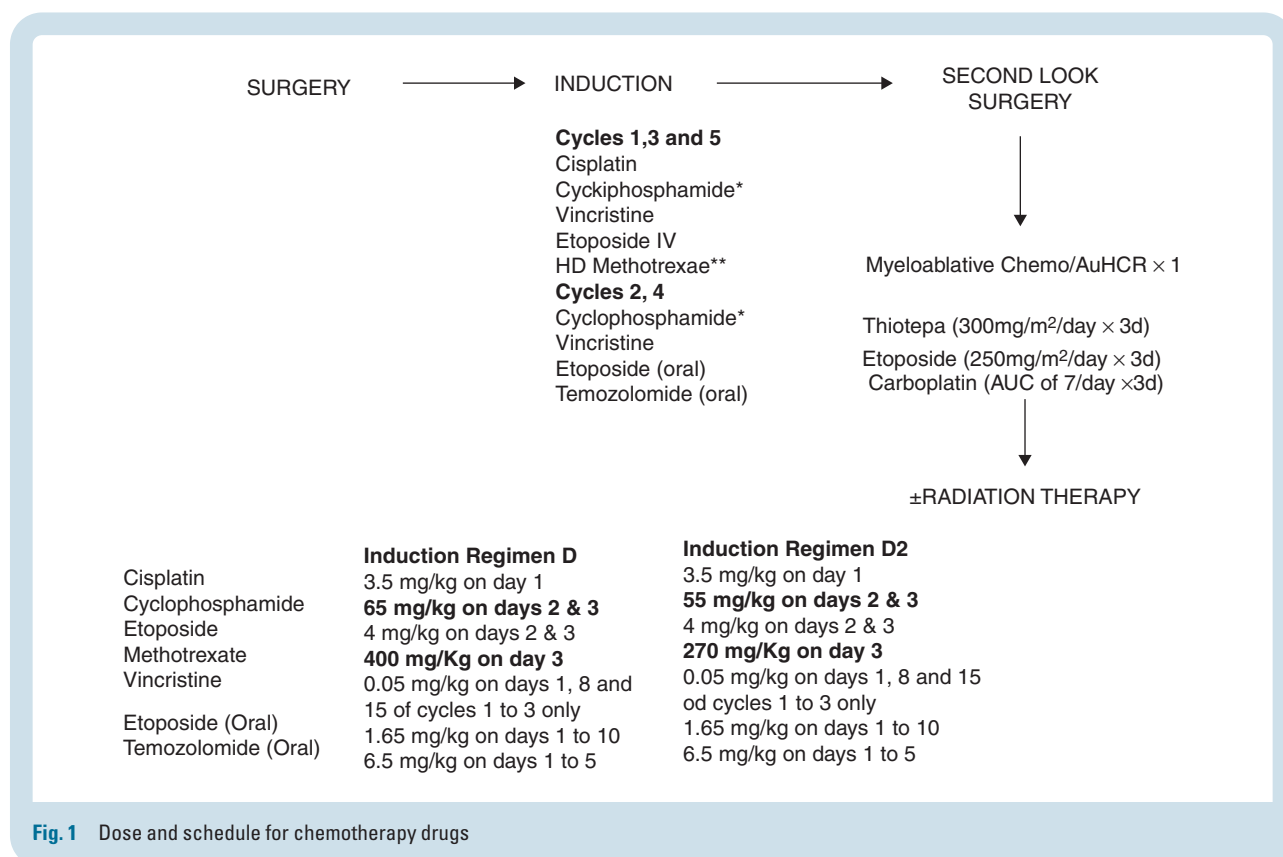 SURGERY
INDUCTION
SECOND LOOK
SURGERY
Cycles 1,3 and 5
Cisplatin
Cyckiphosphamide*
Vincristine
Etoposide IV
HD Methotrexae**
Cycles 2, 4
Cyclophosphamide*
Vincristine
Etoposide (oral)
Temozolomide (oral)
Myeloablative Chemo/AuHCR × 1
Thiotepa (300mg/m²/day × 3d)
Etoposide (250mg/m²/day × 3d)
Carboplatin (AUC of 7/day ×3d)
±RADIATION THERAPY
Cisplatin
Cyclophosphamide
Etoposide
Methotrexate
Vincristine
Etoposide (Oral)
Temozolomide (Oral)
Induction Regimen D
3.5 mg/kg on day 1
65 mg/kg on days 2 & 3
4 mg/kg on days 2 & 3
400 mg/Kg on day 3
0.05 mg/kg on days 1, 8 and
15 of cycles 1 to 3 only
1.65 mg/kg on days 1 to 10
6.5 mg/kg on days 1 to 5
Induction Regimen D2
3.5 mg/kg on day 1
55 mg/kg on days 2 & 3
4 mg/kg on days 2 & 3
270 mg/Kg on day 3
0.05 mg/kg on days 1, 8 and 15
od cycles 1 to 3 only
1.65 mg/kg on days 1 to 10
6.5 mg/kg on days 1 to 5
Fig. 1 Dose and schedule for chemotherapy drugs